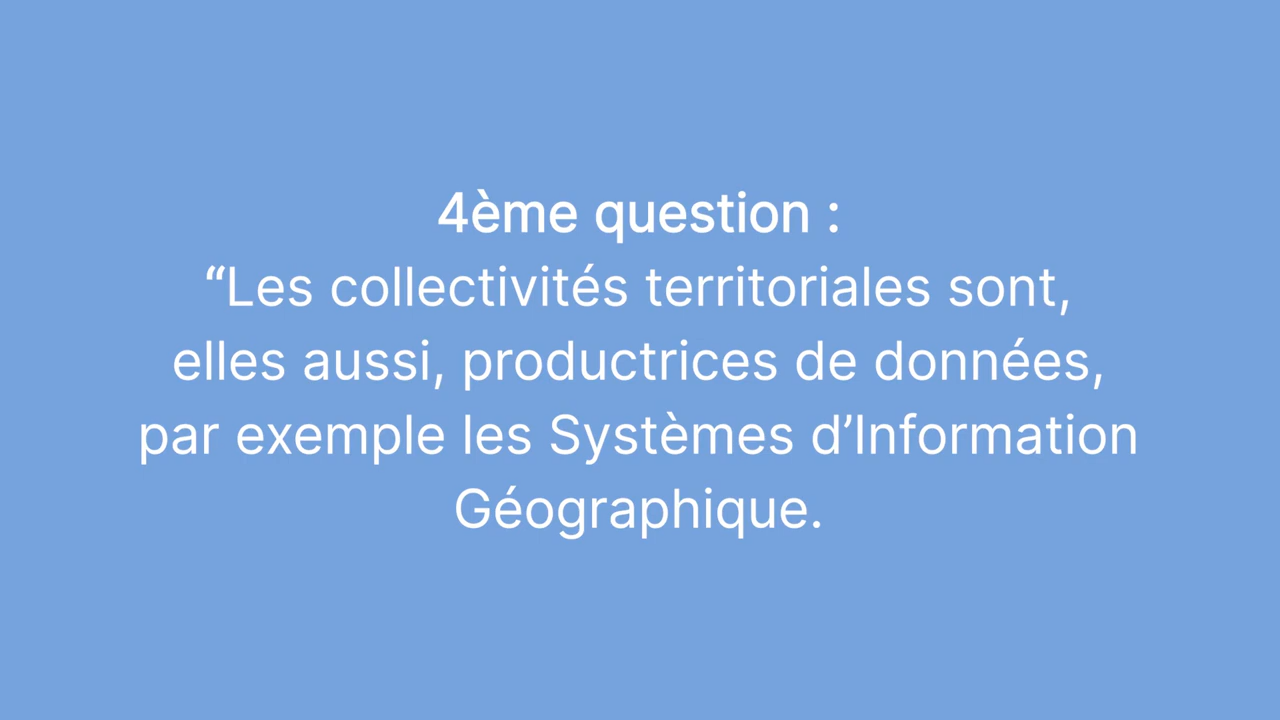 4ème question :
“Les collectivités territoriales sont,
elles aussi, productrices de données,
par exemple les Systèmes d’Information
Géographique.